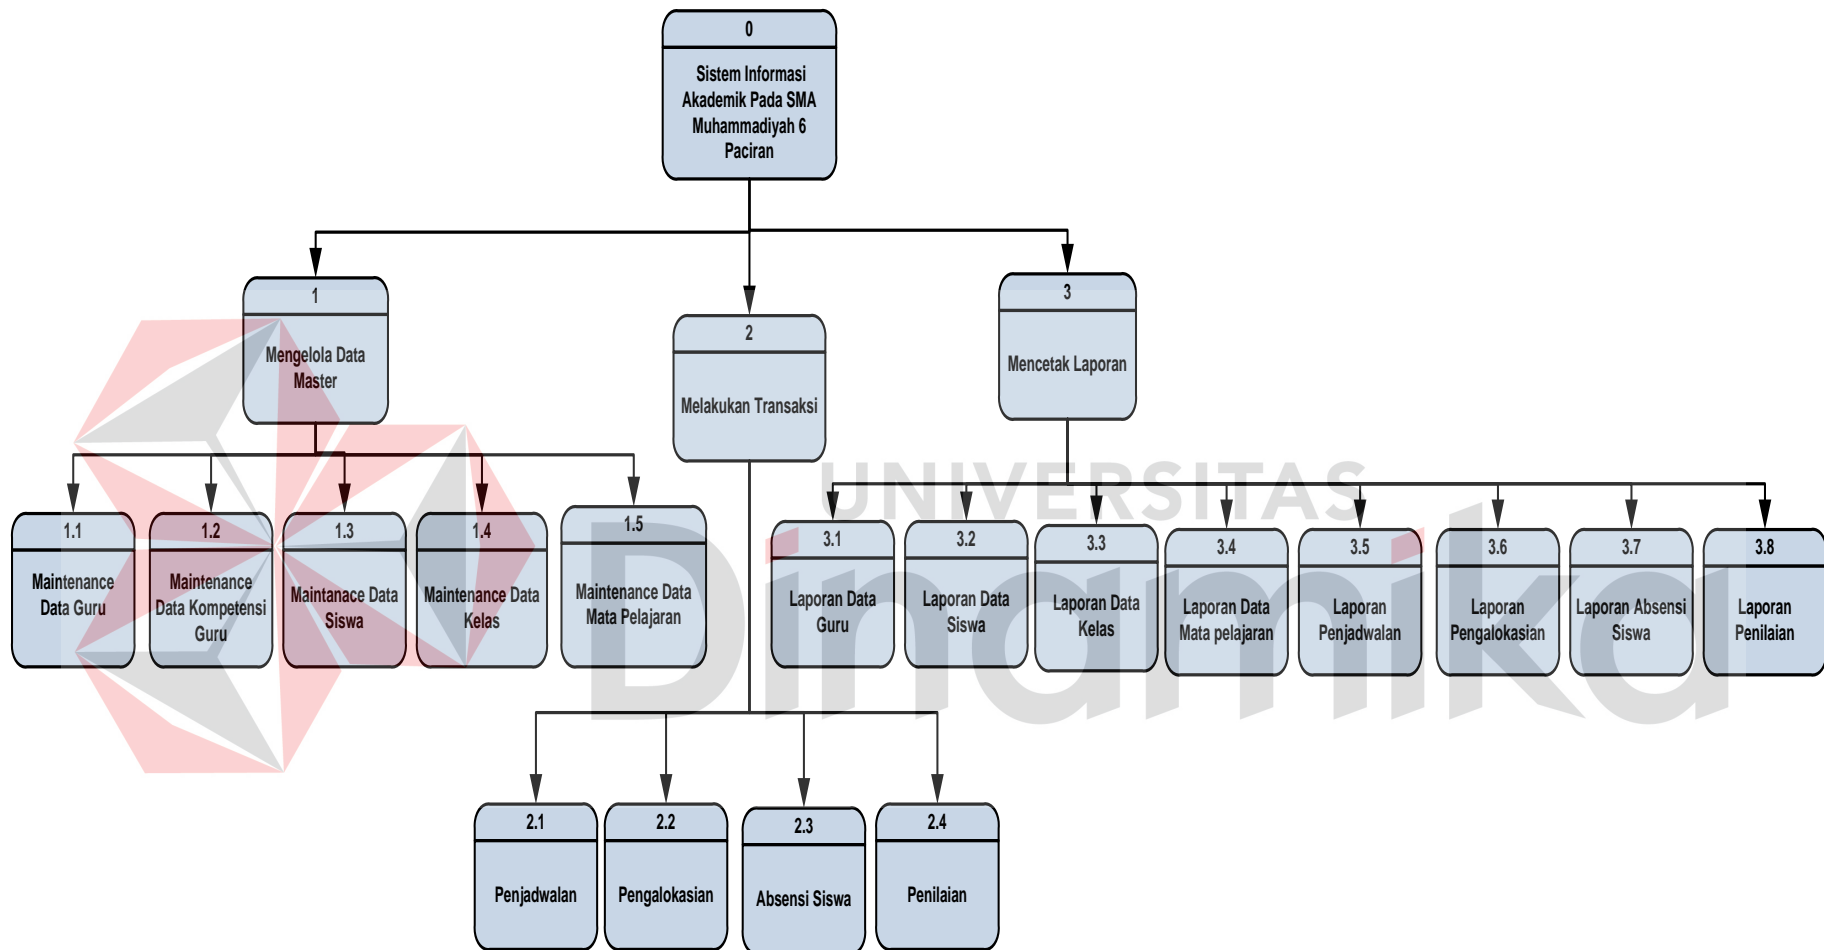 0
Sistem Informasi
Akademik Pada SMA
Muhammadiyah 6
Paciran
1
Mengelola Data
Master
2
Melakukan Transaksi
3
Mencetak Laporan
UNIVERSITAS
Dinamika
1.1
Maintenance
Data Guru
1.2
Maintenance
Data Kompetensi
Guru
1.3
Maintanace Data
Siswa
1.4
Maintenance Data
Kelas
1.5
Maintenance Data
Mata Pelajaran
3.1
Laporan Data
Guru
3.2
Laporan Data
Siswa
3.3
Laporan Data
Kelas
3.4
Laporan Data
Mata pelajaran
3.5
Laporan
Penjadwalan
3.6
Laporan
Pengalokasian
3.7
Laporan Absensi
Siswa
3.8
Laporan
Penilaian
2.1
Penjadwalan
2.2
Pengalokasian
2.3
Absensi Siswa
2.4
Penilaian